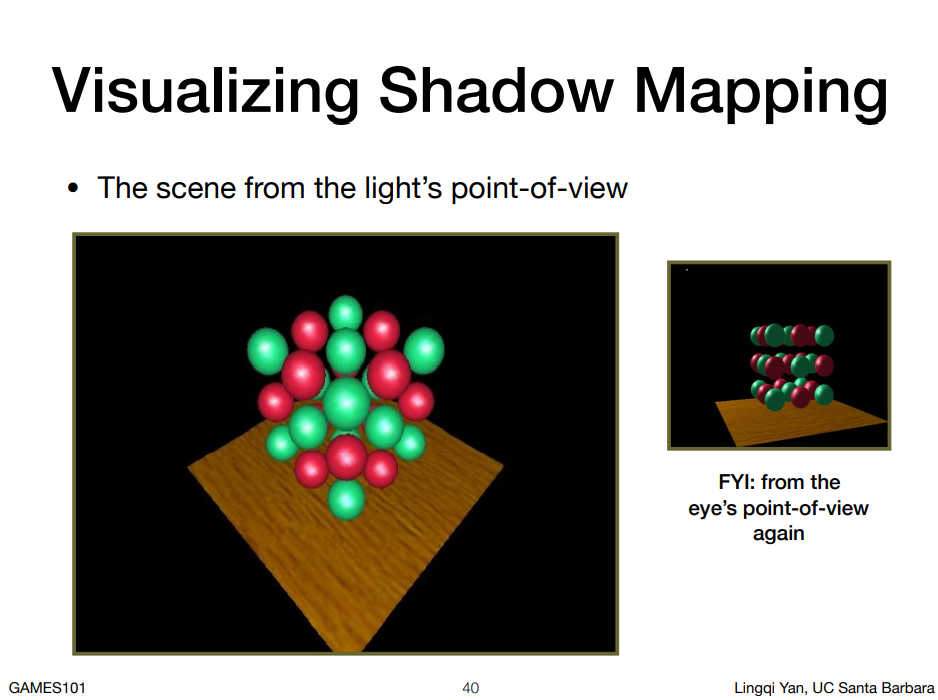 Visualizing Shadow Mapping
• The scene from the light’s point-of-view
FYI: from the
eye’s point-of-view
again
GAMES101
40
Lingqi Yan, UC Santa Barbara